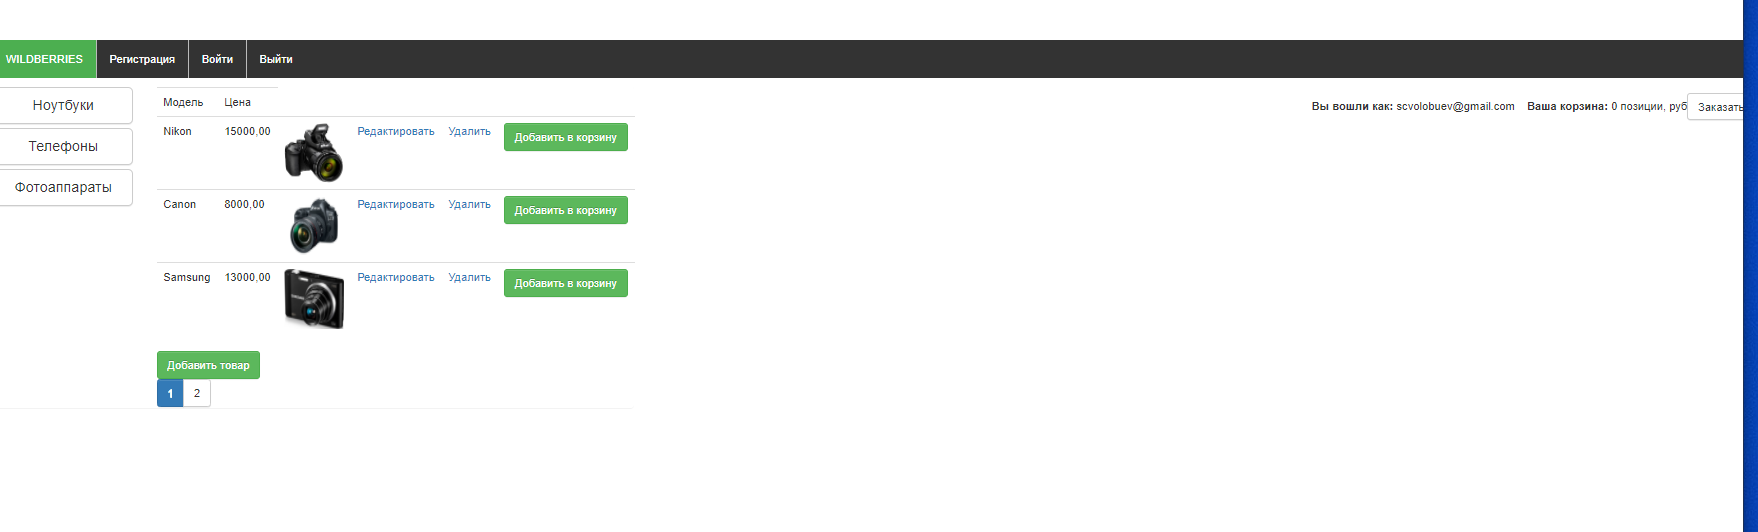 WILDBERRIES Регистрация Войти Выйти
Ноутбуки
Телефоны
Фотоаппараты
Модель Цена
Вы вошли как: scvolobuev@gmail.com Ваша корзина: 0 позиции, руб Заказать
Nikon 15000,00 Редактировать Удалить Добавить в корзину
Canon 8000,00 Редактировать Удалить Добавить в корзину
Samsung 13000,00 Редактировать Удалить Добавить в корзину
Добавить товар
1 2